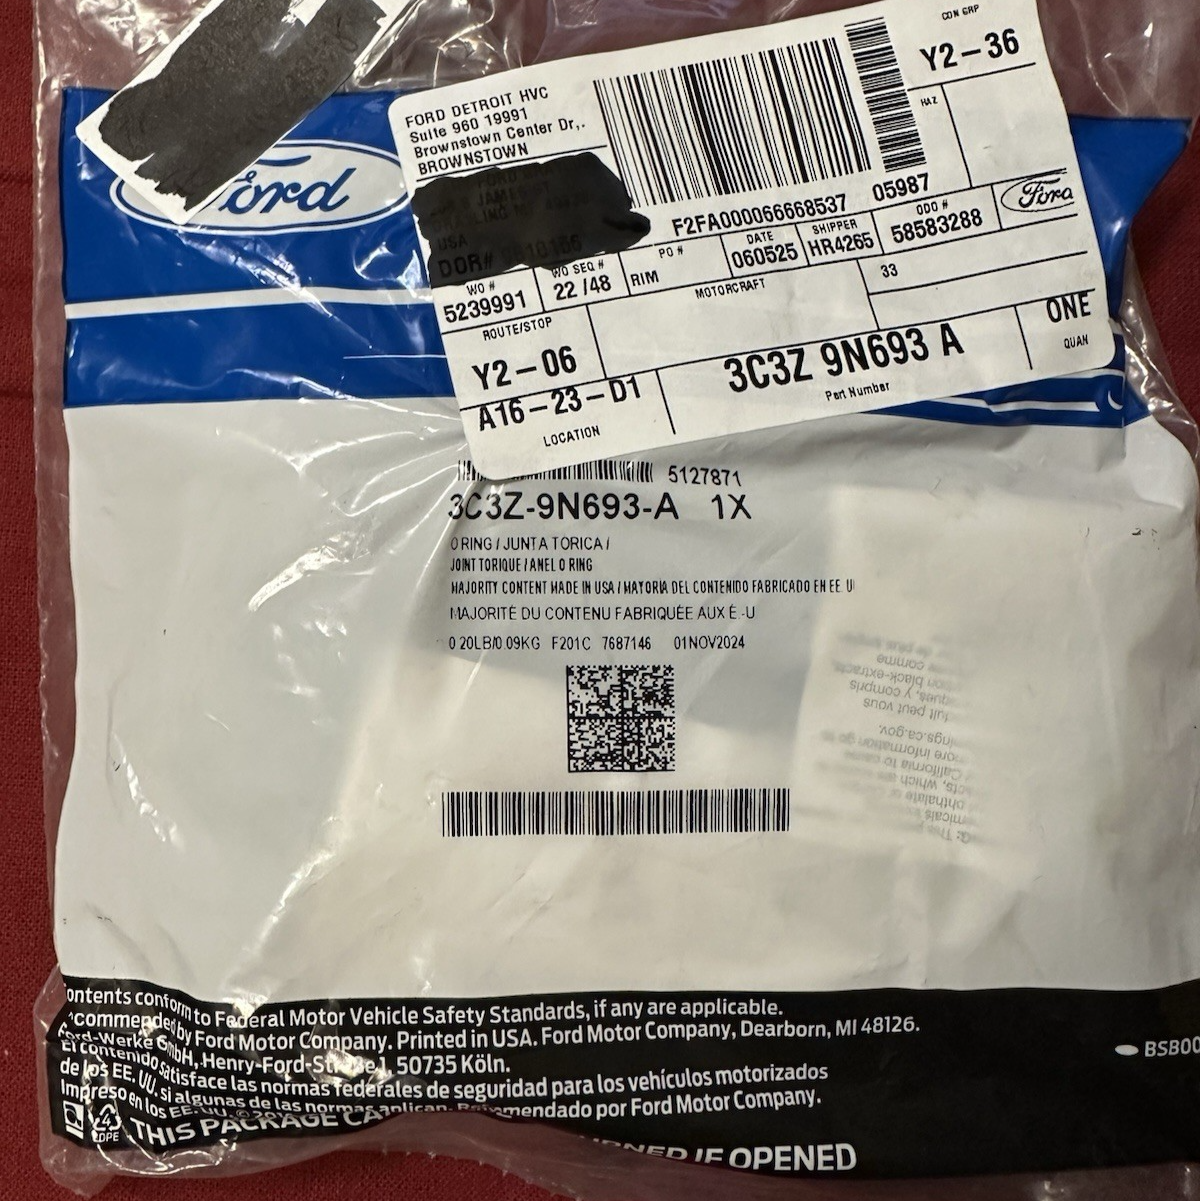 Ford
FORD DETROIT HVC
Suite 960 19991
Brownstown Center Dr,.
BROWNSTOWN
USA
DOR#
CON GRP
Y2-36
HAZ
F2FA000066668537
05987
WO #
5239991
WO SEQ #
22 /48
PO #
RIM
DATE
060525
SHIPPER
HR4265
ODO #
58583288
Ford
ROUTE/STOP
Y2-06
MOTORCRAFT
33
A16-23-D1
LOCATION
3C3Z 9N693 A
Part Number
ONE
QUAN
5127871
3C3Z-9N693-A 1X
O RING / JUNTA TORICA /
JOINT TORIQUE / ANEL O RING
MAJORITY CONTENT MADE IN USA / MAYORIA DEL CONTENIDO FABRICADO EN EE. U
MAJORITÉ DU CONTENU FABRIQUÉE AUX É.-U
0.20LB/0.09KG F201C 7687146 01NOV2024
ontents conform to Federal Motor Vehicle Safety Standards, if any are applicable.
commended by Ford Motor Company. Printed in USA. Ford Motor Company, Dearborn, MI 48126.
Ford-Werke GmbH, Henry-Ford-Straße 1, 50735 Köln.
El contenido satisface las normas federales de seguridad para los vehículos motorizados
de los EE. UU. si algunas de las normas aplican. Recomendado por Ford Motor Company.
Impreso en los EE. UU.
THIS PACKAGE CA
RNED IF OPENED
BSB00
4
LDPE